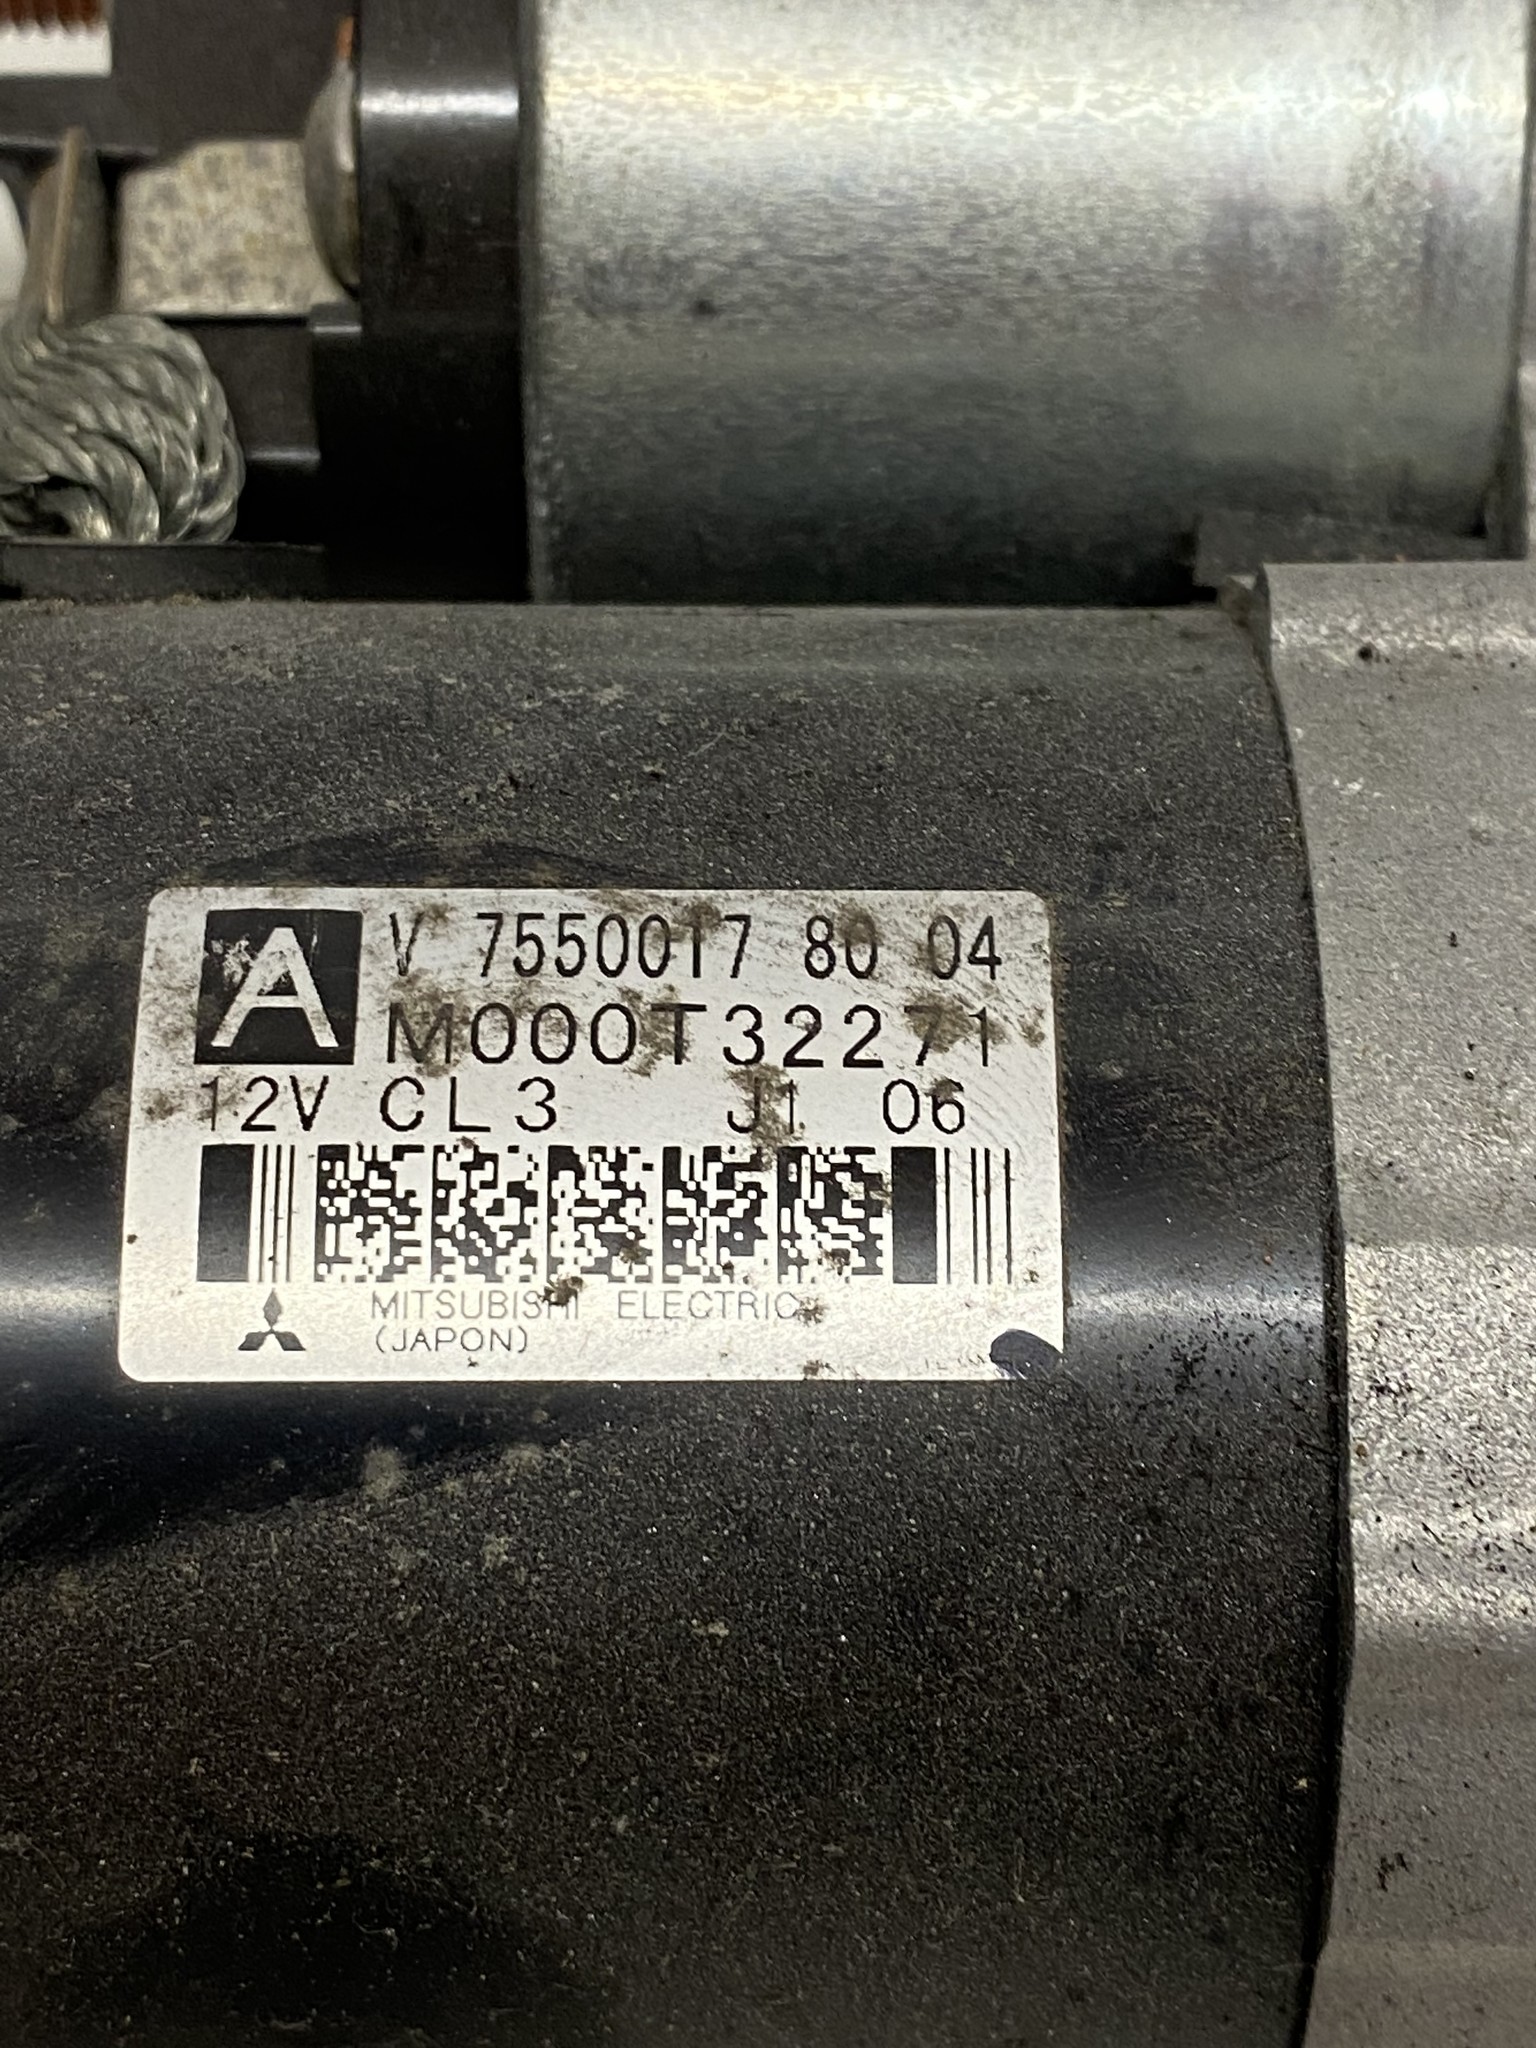 A
V 7550017 80 04
M000T32271
12V CL3 J1 06
MITSUBISHI ELECTRIC
(JAPON)